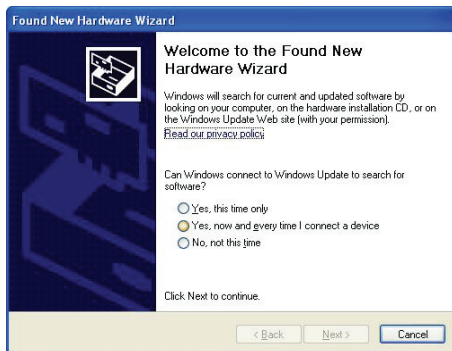 Found New Hardware Wizard
Welcome to the Found New
Hardware Wizard
Windows will search for current and updated software by
looking on your computer, on the hardware installation CD, or on
the Windows Update Web site (with your permission).
Read our privacy policy
Can Windows connect to Windows Update to search for
software?
Yes, this time only
Yes, now and every time I connect a device
No, not this time
Click Next to continue.
< Back Next > Cancel